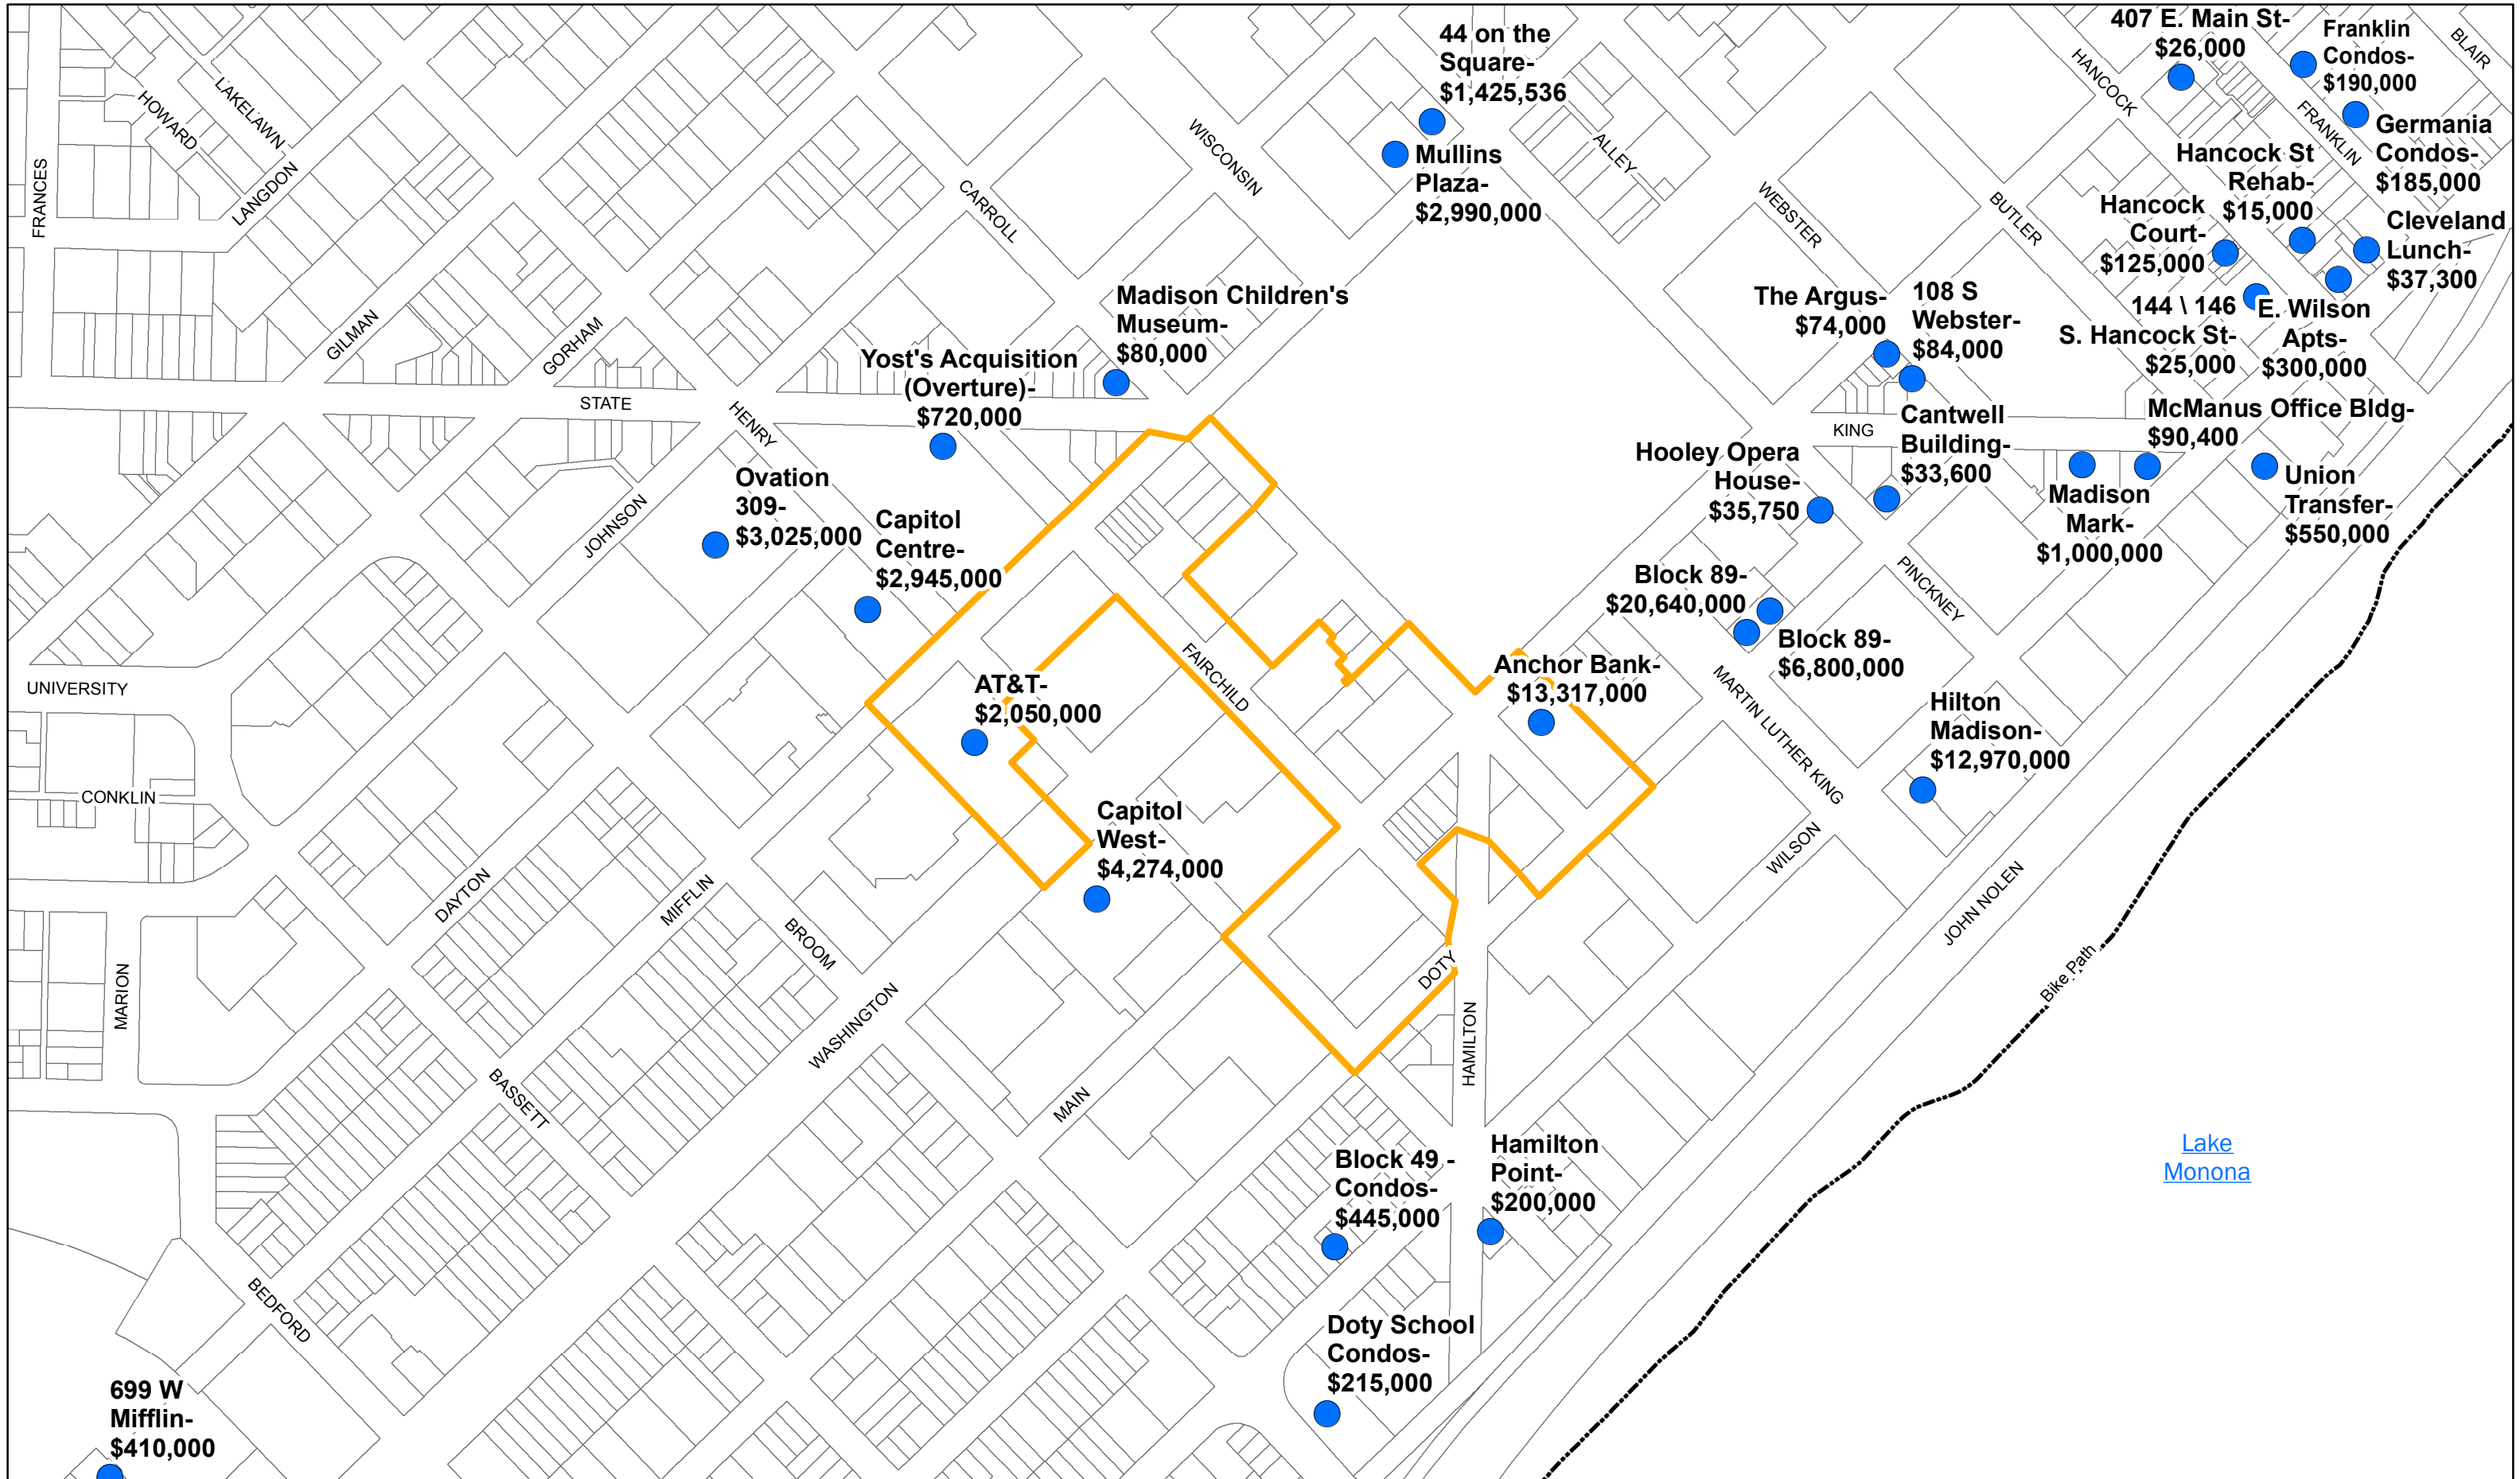 44 on the
Square-
$1,425,536
407 E. Main St-
$26,000
Franklin
Condos-
$190,000
BLAIR
HANCOCK
FRANKLIN
LAKELAWN
HOWARD
FRANCES
LANGDON
WISCONSIN
ALLEY
Mullins
Plaza-
$2,990,000
Germania
Condos-
$185,000
Hancock St
Rehab-
$15,000
Hancock
Court-
$125,000
Cleveland
Lunch-
$37,300
CARROLL
WEBSTER
BUTLER
Madison Children's
Museum-
$80,000
The Argus-
$74,000
108 S
Webster-
$84,000
144 \ 146
S. Hancock St-
$25,000
E. Wilson
Apts-
$300,000
GILMAN
GORHAM
Yost's Acquisition
(Overture)-
$720,000
STATE
HENRY
KING
Cantwell
Building-
$33,600
McManus Office Bldg-
$90,400
Hooley Opera
House-
$35,750
Madison
Mark-
$1,000,000
Union
Transfer-
$550,000
Ovation
309-
$3,025,000
JOHNSON
Capitol
Centre-
$2,945,000
Block 89-
$20,640,000
PINCKNEY
Block 89-
$6,800,000
UNIVERSITY
AT&T-
$2,050,000
FAIRCHILD
Anchor Bank-
$13,317,000
MARTIN LUTHER KING
Hilton
Madison-
$12,970,000
CONKLIN
Capitol
West-
$4,274,000
WILSON
DAYTON
MIFFLIN
BROOM
JOHN NOLEN
MARION
WASHINGTON
DOTY
Bike Path
HAMILTON
BASSETT
MAIN
Lake
Monona
Block 49 -
Condos-
$445,000
Hamilton
Point-
$200,000
BEDFORD
Doty School
Condos-
$215,000
699 W
Mifflin-
$410,000